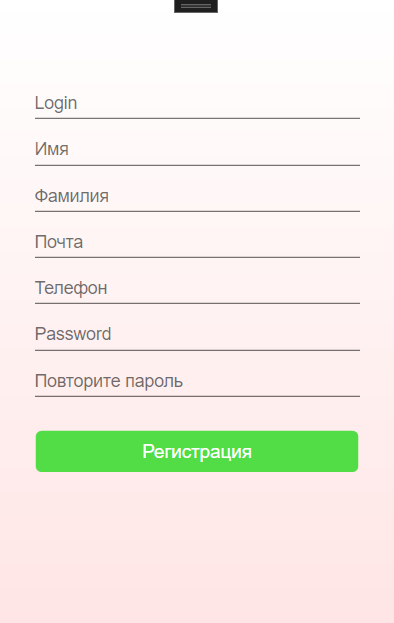 Login
Имя
Фамилия
Почта
Телефон
Password
Повторите пароль
Регистрация